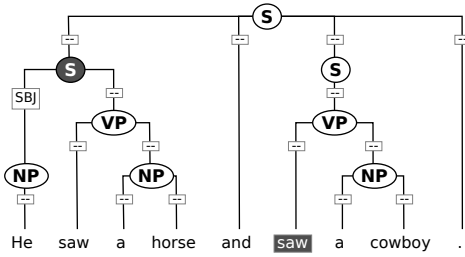 S
-- -- -- --
S S
SBJ -- --
VP VP
-- -- -- --
NP NP NP
-- -- -- -- --
He saw a horse and saw a cowboy .